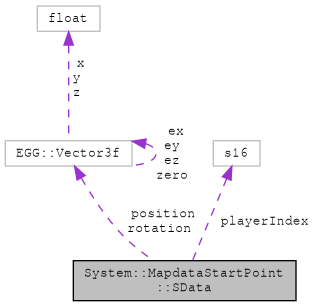 float
x
y
z
ex
ey
ez
zero
EGG::Vector3f
s16
position
rotation
playerIndex
System::MapdataStartPoint
::SData